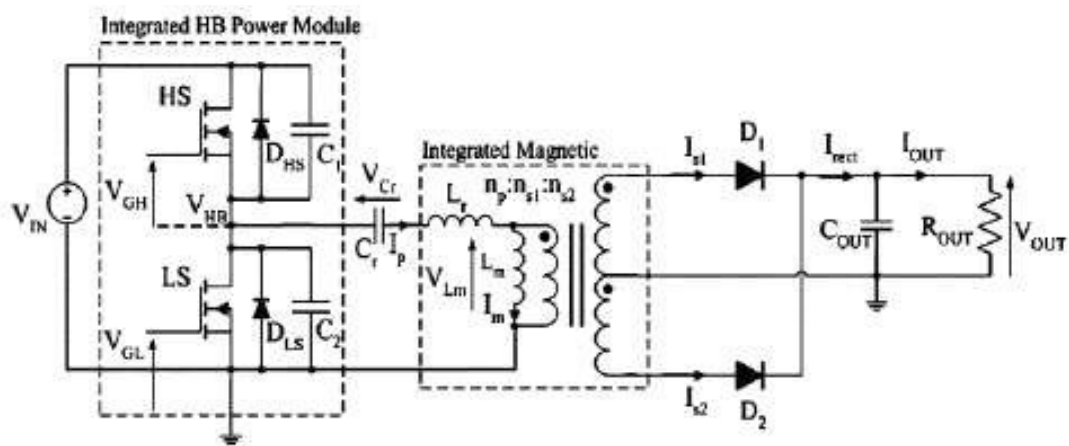 Integrated HB Power Module
HS
D_HS
C_1
V_GH
V_HB
V_IN
LS
V_GL
D_LS
C_2
V_Cr
C_r
I_p
Integrated Magnetic
L_r
n_p:n_s1:n_s2
V_Lm
L_m
I_m
I_s1
D_1
I_rect
I_OUT
C_OUT
R_OUT
V_OUT
I_s2
D_2